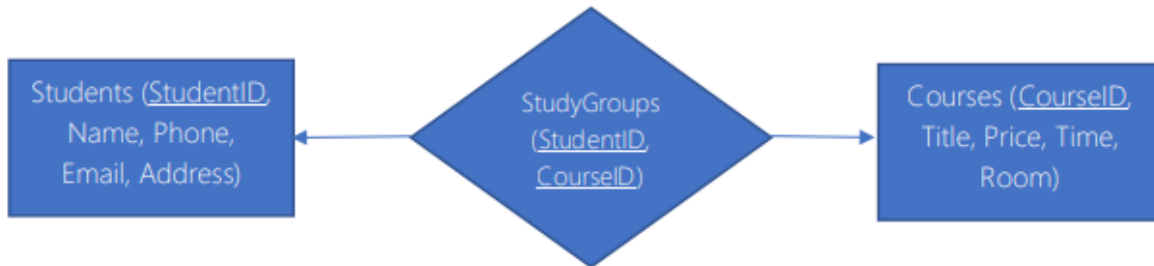 Students (StudentID,
Name, Phone,
Email, Address)
StudyGroups
(StudentID,
CourseID)
Courses (CourseID,
Title, Price, Time,
Room)